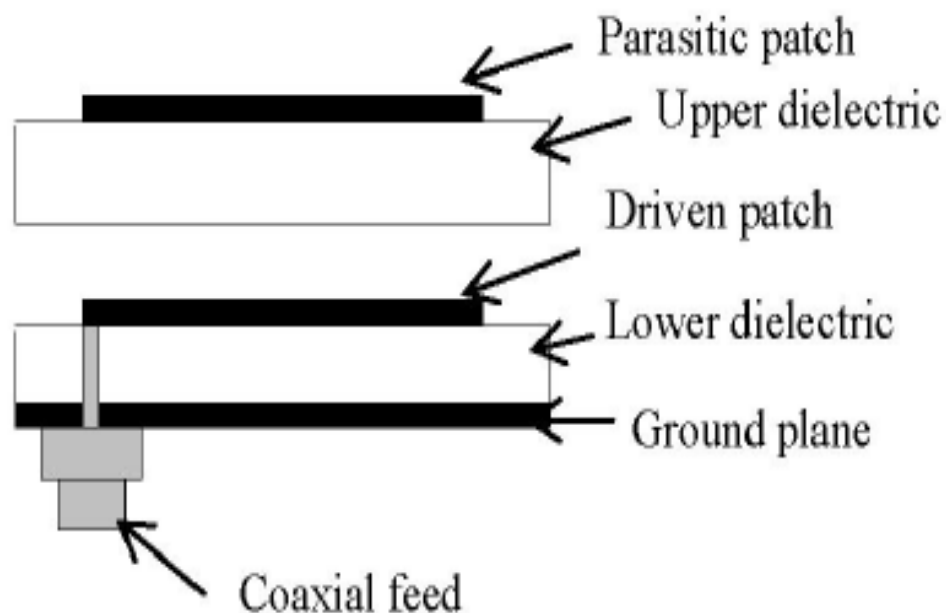 Parasitic patch
Upper dielectric
Driven patch
Lower dielectric
Ground plane
Coaxial feed